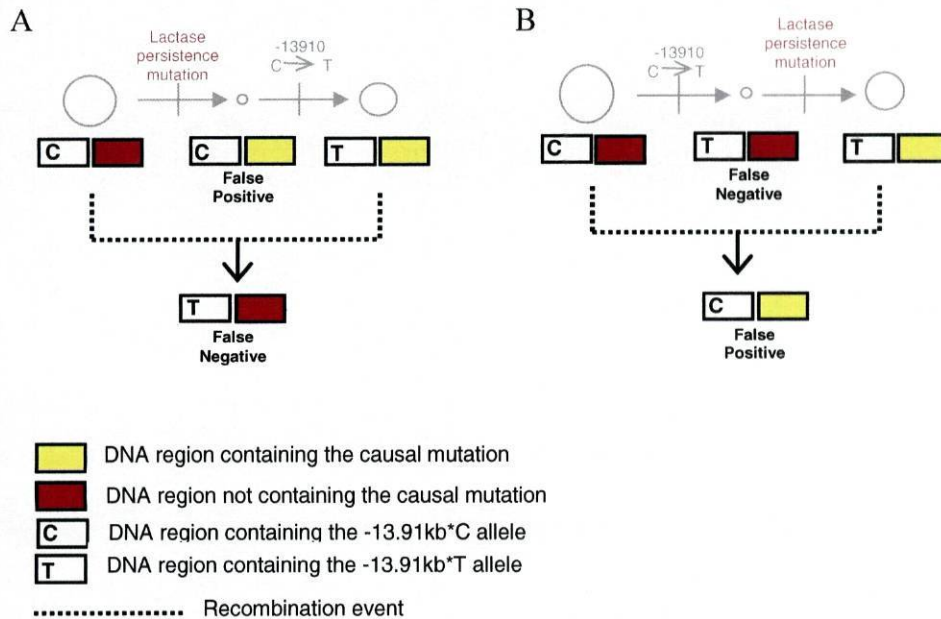 A
Lactase
persistence
mutation
-13910
C T
C
C
T
False
Positive
T
False
Negative
B
-13910
C T
Lactase
persistence
mutation
C
T
T
False
Negative
C
False
Positive
DNA region containing the causal mutation
DNA region not containing the causal mutation
C DNA region containing the -13.91kb*C allele
T DNA region containing the -13.91kb*T allele
Recombination event